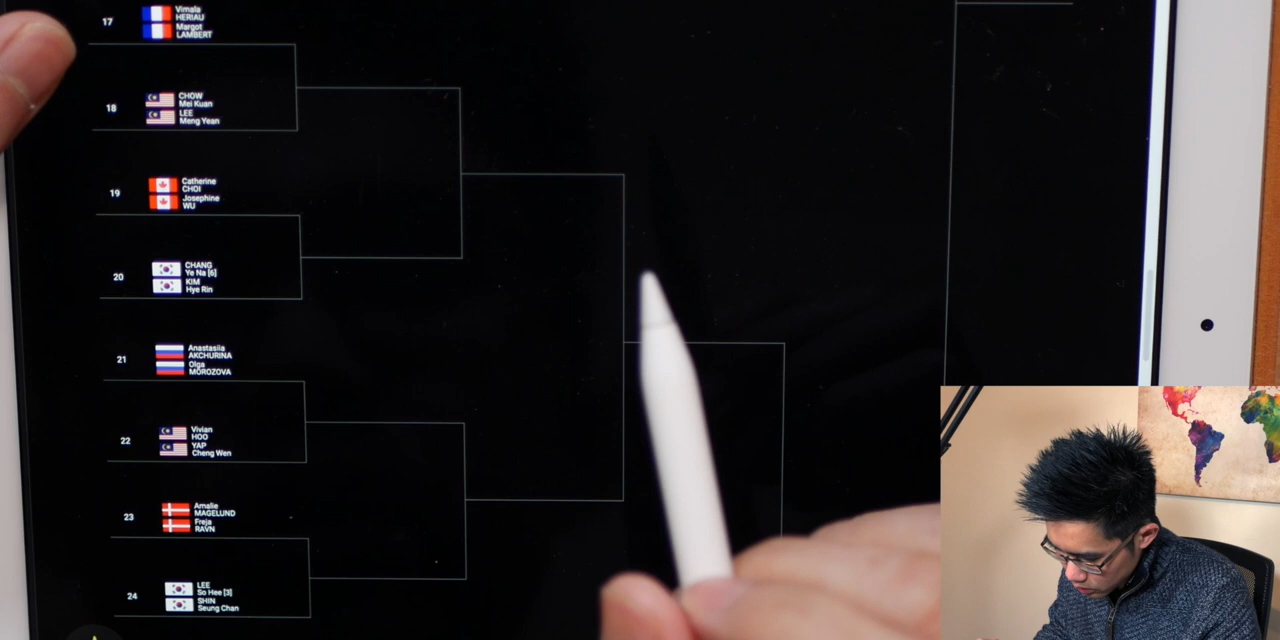 17
Vimala
HERIAU
Margot
LAMBERT
18
CHOW
Mei Kuan
LEE
Meng Yean
19
Catherine
CHOI
Josephine
WU
20
CHANG
Ye Na [6]
KIM
Hye Rin
21
Anastasiia
AKCHURINA
Olga
MOROZOVA
22
Vivian
HOO
YAP
Cheng Wen
23
Amalie
MAGELUND
Freja
RAVN
24
LEE
So Hee [3]
SHIN
Seung Chan